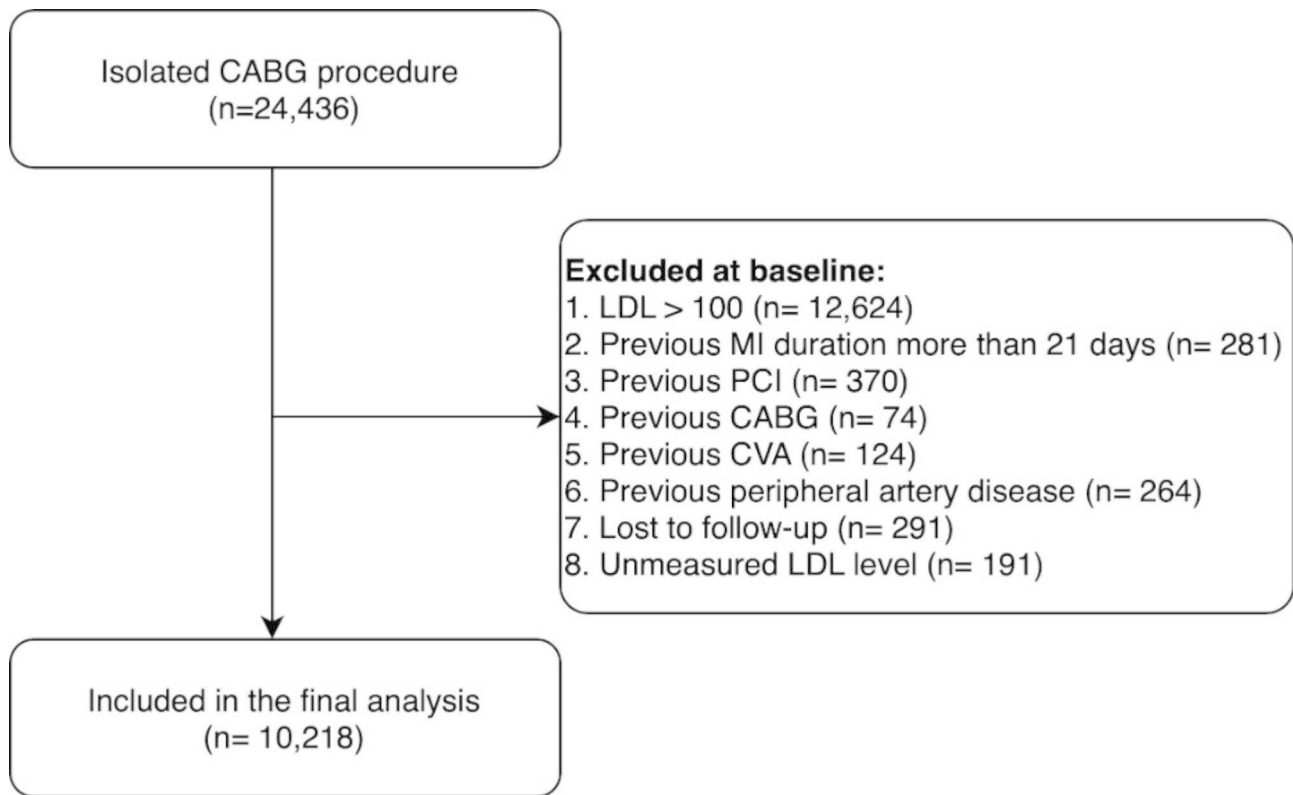 Isolated CABG procedure
(n=24,436)
Excluded at baseline:
1. LDL > 100 (n= 12,624)
2. Previous MI duration more than 21 days (n= 281)
3. Previous PCI (n= 370)
4. Previous CABG (n= 74)
5. Previous CVA (n= 124)
6. Previous peripheral artery disease (n= 264)
7. Lost to follow-up (n= 291)
8. Unmeasured LDL level (n= 191)
Included in the final analysis
(n= 10,218)